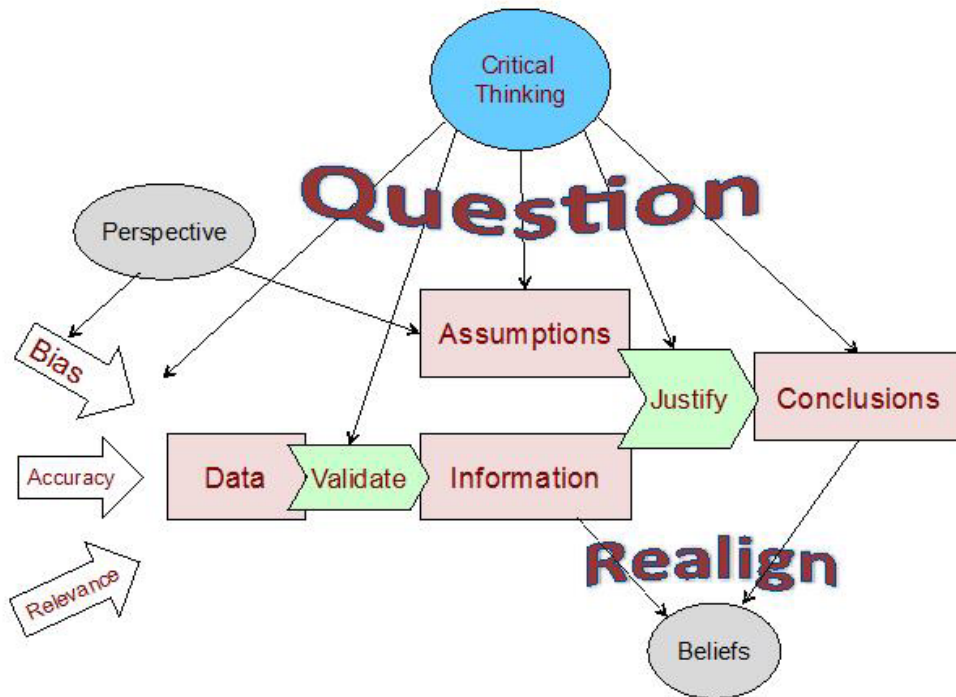 Critical
Thinking
Question
Perspective
Assumptions
Bias
Justify
Conclusions
Accuracy
Data
Validate
Information
Realign
Relevance
Beliefs